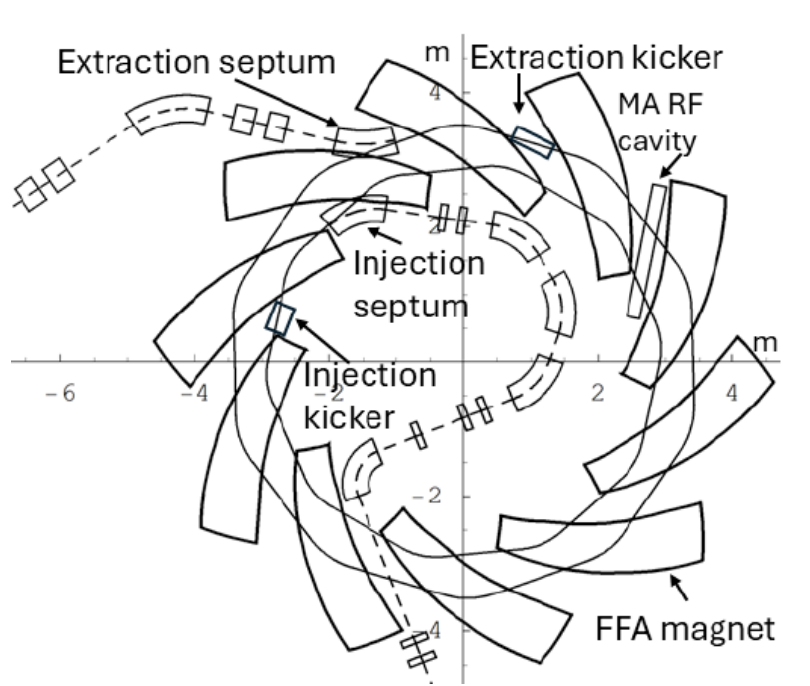 m
Extraction kicker
Extraction septum
4
MA RF
cavity
2
Injection
septum
m
-6
-4
-2
2
4
Injection
kicker
-2
FFA magnet
-4